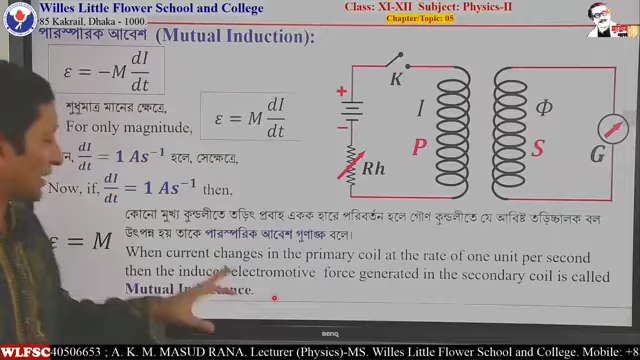 Willes Little Flower School and College
85 Kakrail, Dhaka - 1000.
Class: XI-XII Subject: Physics-II
Chapter/Topic: 05
পারস্পরিক আবেশ (Mutual Induction):
ε = −M dI/dt
শুধুমাত্র মানের ক্ষেত্রে,
For only magnitude,
ε = M dI/dt
dI/dt = 1 As⁻¹ হলে, সেক্ষেত্রে,
Now, if, dI/dt = 1 As⁻¹ then,
ε = M
কোনো মুখ্য কুন্ডলীতে তড়িৎ প্রবাহ একক হারে পরিবর্তন হলে গৌণ কুন্ডলীতে যে আবিষ্ট তড়িচ্চালক বল
উৎপন্ন হয় তাকে পারস্পরিক আবেশ গুণাঙ্ক বলে।
When current changes in the primary coil at the rate of one unit per second
then the induced electromotive force generated in the secondary coil is called
Mutual Inductance.
K
+
−
I
P
Rh
Φ
S
G
BENQ
WLFSC
40506653 ; A. K. M. MASUD RANA. Lecturer (Physics)-MS. Willes Little Flower School and College. Mobile: +8